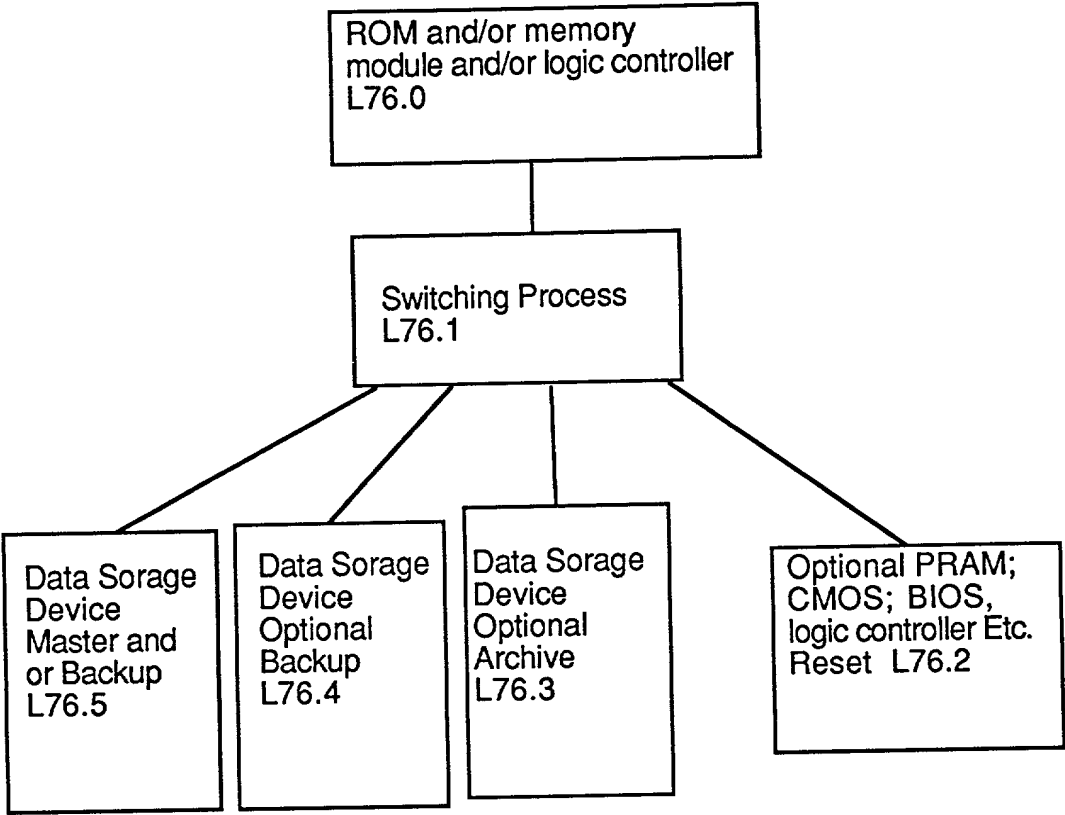 ROM and/or memory
module and/or logic controller
L76.0
Switching Process
L76.1
Data Sorage
Device
Master and
or Backup
L76.5
Data Sorage
Device
Optional
Backup
L76.4
Data Sorage
Device
Optional
Archive
L76.3
Optional PRAM;
CMOS; BIOS,
logic controller Etc.
Reset L76.2